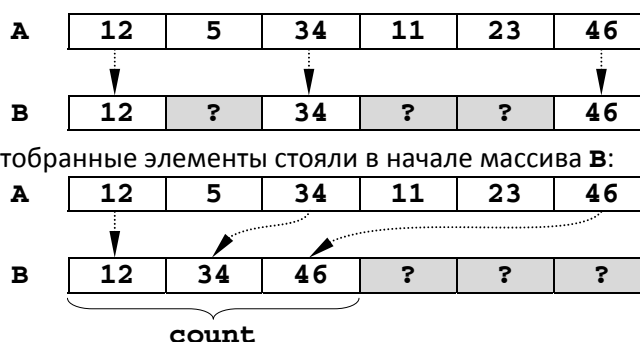 A 12 5 34 11 23 46
B 12 ? 34 ? ? 46
тобранные элементы стояли в начале массива B:
A 12 5 34 11 23 46
B 12 34 46 ? ? ?
count